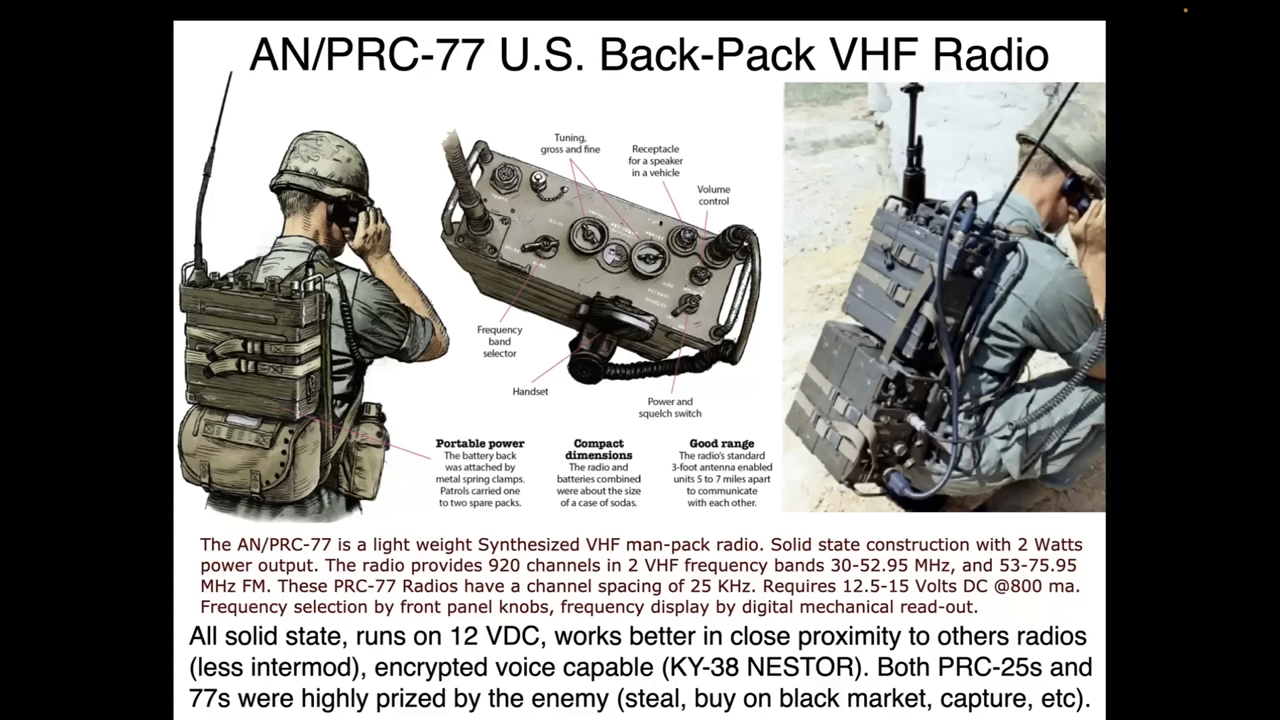 AN/PRC-77 U.S. Back-Pack VHF Radio
Tuning,
gross and fine
Receptacle
for a speaker
in a vehicle
Volume
control
Frequency
band
selector
Handset
Power and
squelch switch
Portable power
The battery back
was attached by
metal spring clamps.
Patrols carried one
to two spare packs.
Compact
dimensions
The radio and
batteries combined
were about the size
of a case of sodas.
Good range
The radio's standard
3-foot antenna enabled
units 5 to 7 miles apart
to communicate
with each other.
The AN/PRC-77 is a light weight Synthesized VHF man-pack radio. Solid state construction with 2 Watts
power output. The radio provides 920 channels in 2 VHF frequency bands 30-52.95 MHz, and 53-75.95
MHz FM. These PRC-77 Radios have a channel spacing of 25 KHz. Requires 12.5-15 Volts DC @800 ma.
Frequency selection by front panel knobs, frequency display by digital mechanical read-out.
All solid state, runs on 12 VDC, works better in close proximity to others radios
(less intermod), encrypted voice capable (KY-38 NESTOR). Both PRC-25s and
77s were highly prized by the enemy (steal, buy on black market, capture, etc).